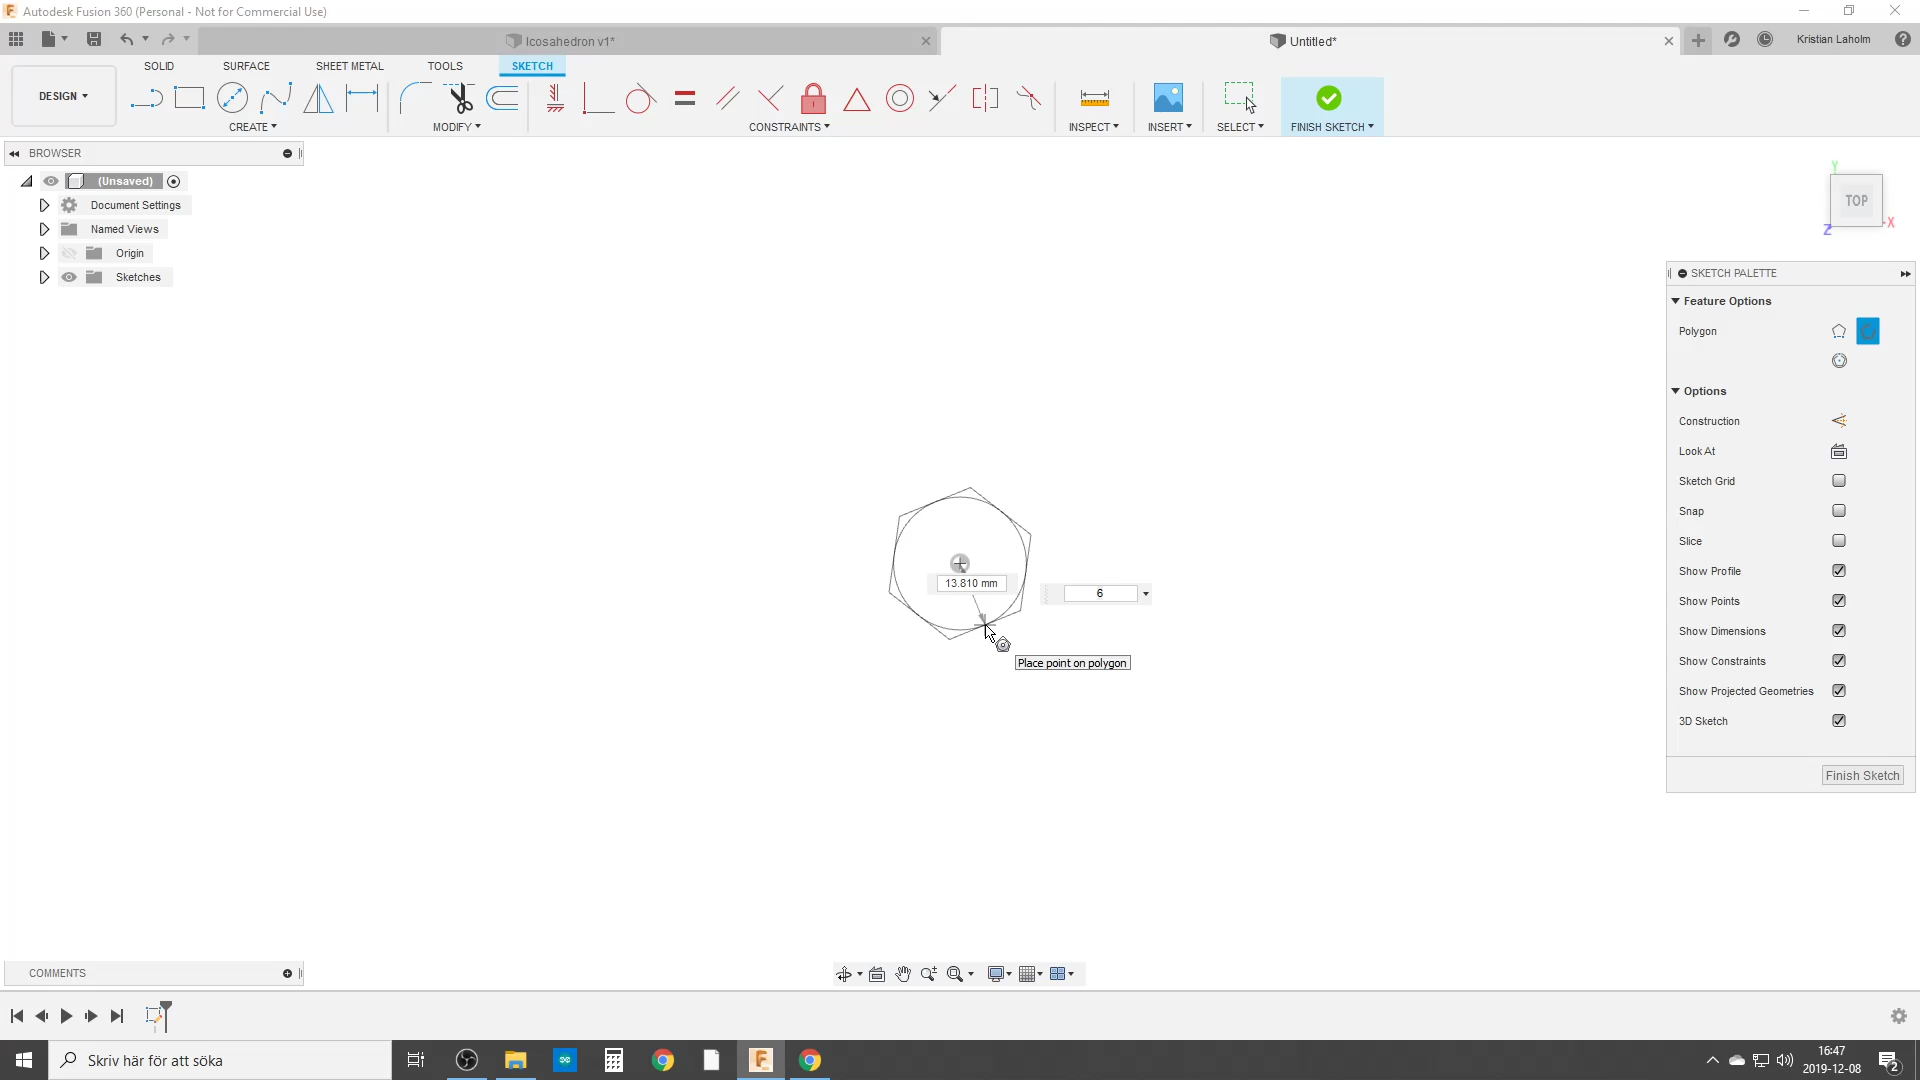 Autodesk Fusion 360 (Personal - Not for Commercial Use)
Icosahedron v1*
Untitled*
Kristian Laholm
SOLID
SURFACE
SHEET METAL
TOOLS
SKETCH
DESIGN
CREATE
MODIFY
CONSTRAINTS
INSPECT
INSERT
SELECT
FINISH SKETCH
BROWSER
(Unsaved)
Document Settings
Named Views
Origin
Sketches
Y
TOP
X
Z
SKETCH PALETTE
Feature Options
Polygon
Options
Construction
Look At
Sketch Grid
Snap
Slice
Show Profile
Show Points
Show Dimensions
Show Constraints
Show Projected Geometries
3D Sketch
Finish Sketch
13.810 mm
6
Place point on polygon
COMMENTS
Skriv här för att söka
16:47
2019-12-08
2